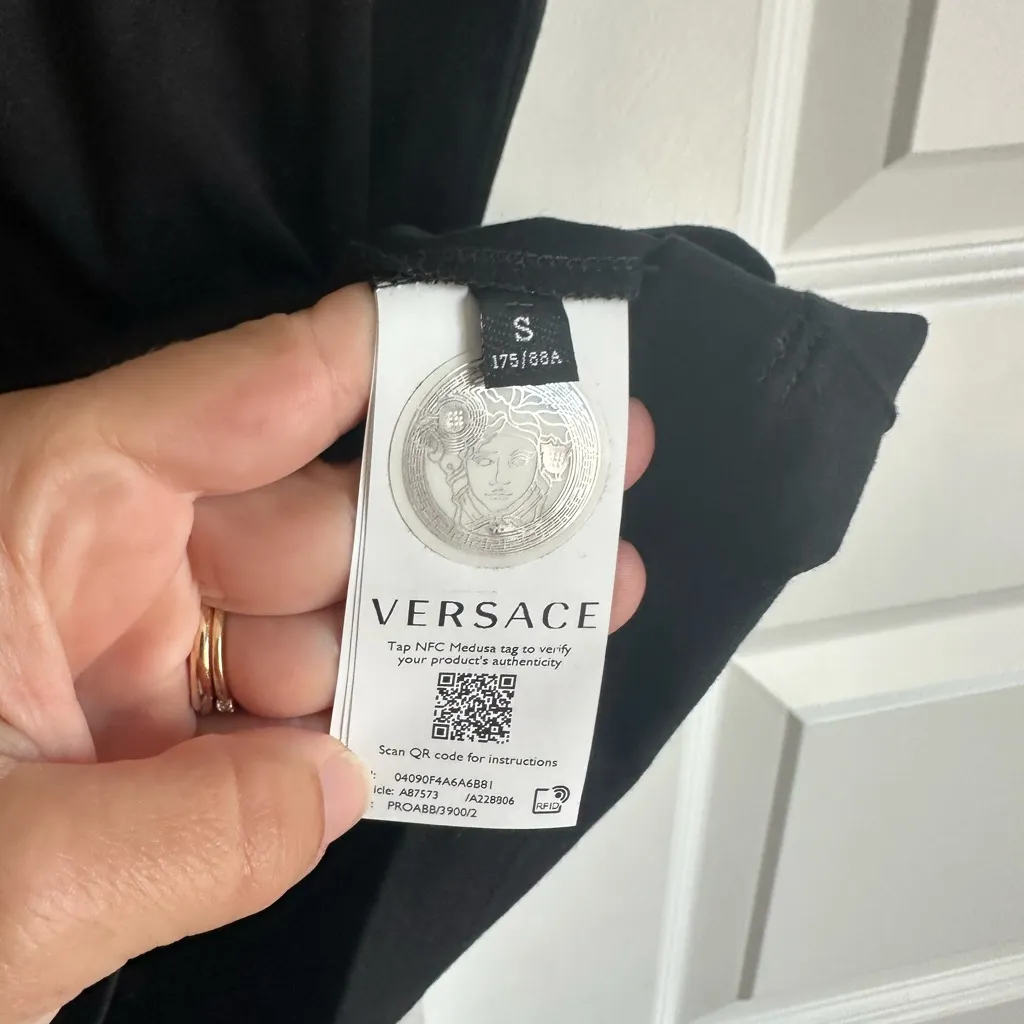 S
175/88A
VERSACE
Tap NFC Medusa tag to verify
your product's authenticity
Scan QR code for instructions
04090F4A6A6B81
icle: A87573 /A228806
PROABB/3900/2
RFID